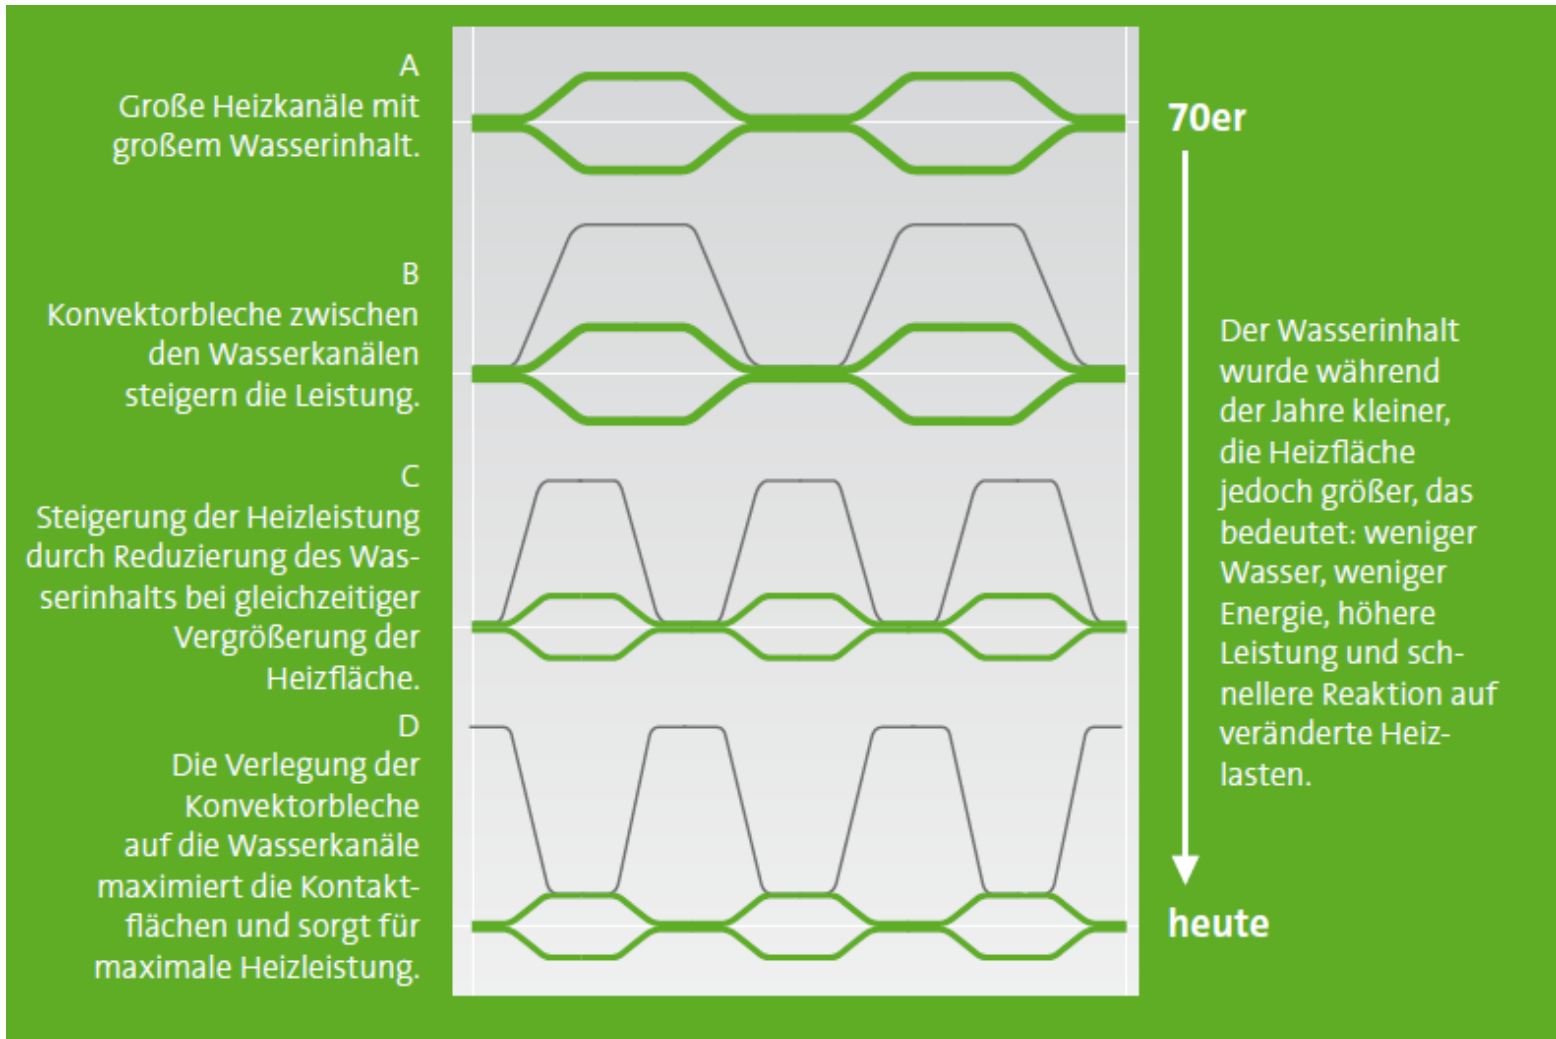 A
Große Heizkanäle mit
großem Wasserinhalt.
B
Konvektorbleche zwischen
den Wasserkanälen
steigern die Leistung.
C
Steigerung der Heizleistung
durch Reduzierung des Was-
serinhalts bei gleichzeitiger
Vergrößerung der
Heizfläche.
D
Die Verlegung der
Konvektorbleche
auf die Wasserkanäle
maximiert die Kontakt-
flächen und sorgt für
maximale Heizleistung.
70er
Der Wasserinhalt
wurde während
der Jahre kleiner,
die Heizfläche
jedoch größer, das
bedeutet: weniger
Wasser, weniger
Energie, höhere
Leistung und sch-
nellere Reaktion auf
veränderte Heiz-
lasten.
heute